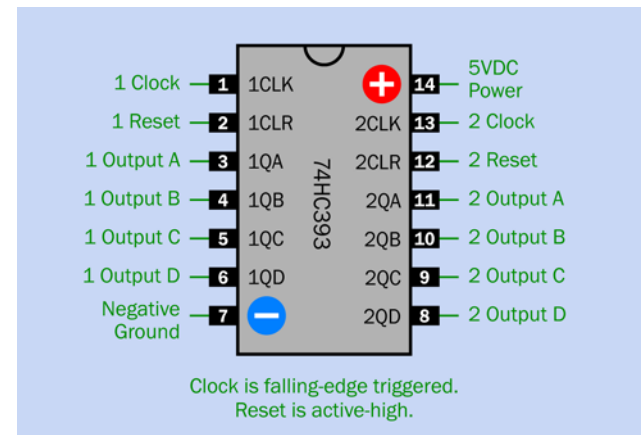 1 Clock 1 1CLK
14 5VDC Power
1 Reset 2 1CLR
2CLK 13 2 Clock
1 Output A 3 1QA
2CLR 12 2 Reset
1 Output B 4 1QB
2QA 11 2 Output A
1 Output C 5 1QC
2QB 10 2 Output B
1 Output D 6 1QD
2QC 9 2 Output C
Negative Ground 7 −
2QD 8 2 Output D
+
74HC393
Clock is falling-edge triggered.
Reset is active-high.